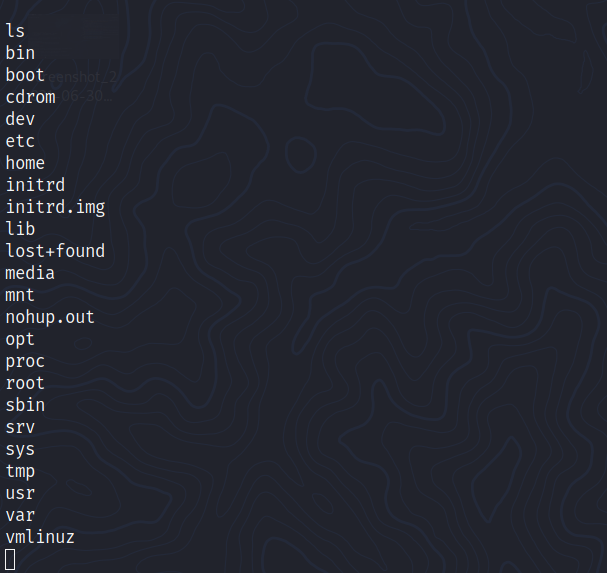 ls
bin
boot
cdrom
dev
etc
home
initrd
initrd.img
lib
lost+found
media
mnt
nohup.out
opt
proc
root
sbin
srv
sys
tmp
usr
var
vmlinuz